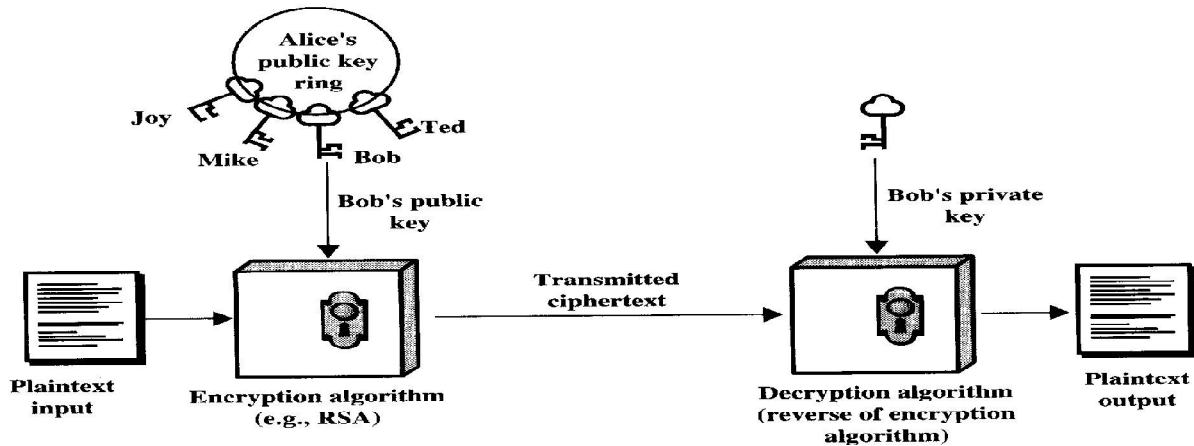 Alice's
public key
ring
Joy
Mike
Bob
Ted
Bob's public
key
Bob's private
key
Transmitted
ciphertext
Plaintext
input
Encryption algorithm
(e.g., RSA)
Decryption algorithm
(reverse of encryption
algorithm)
Plaintext
output